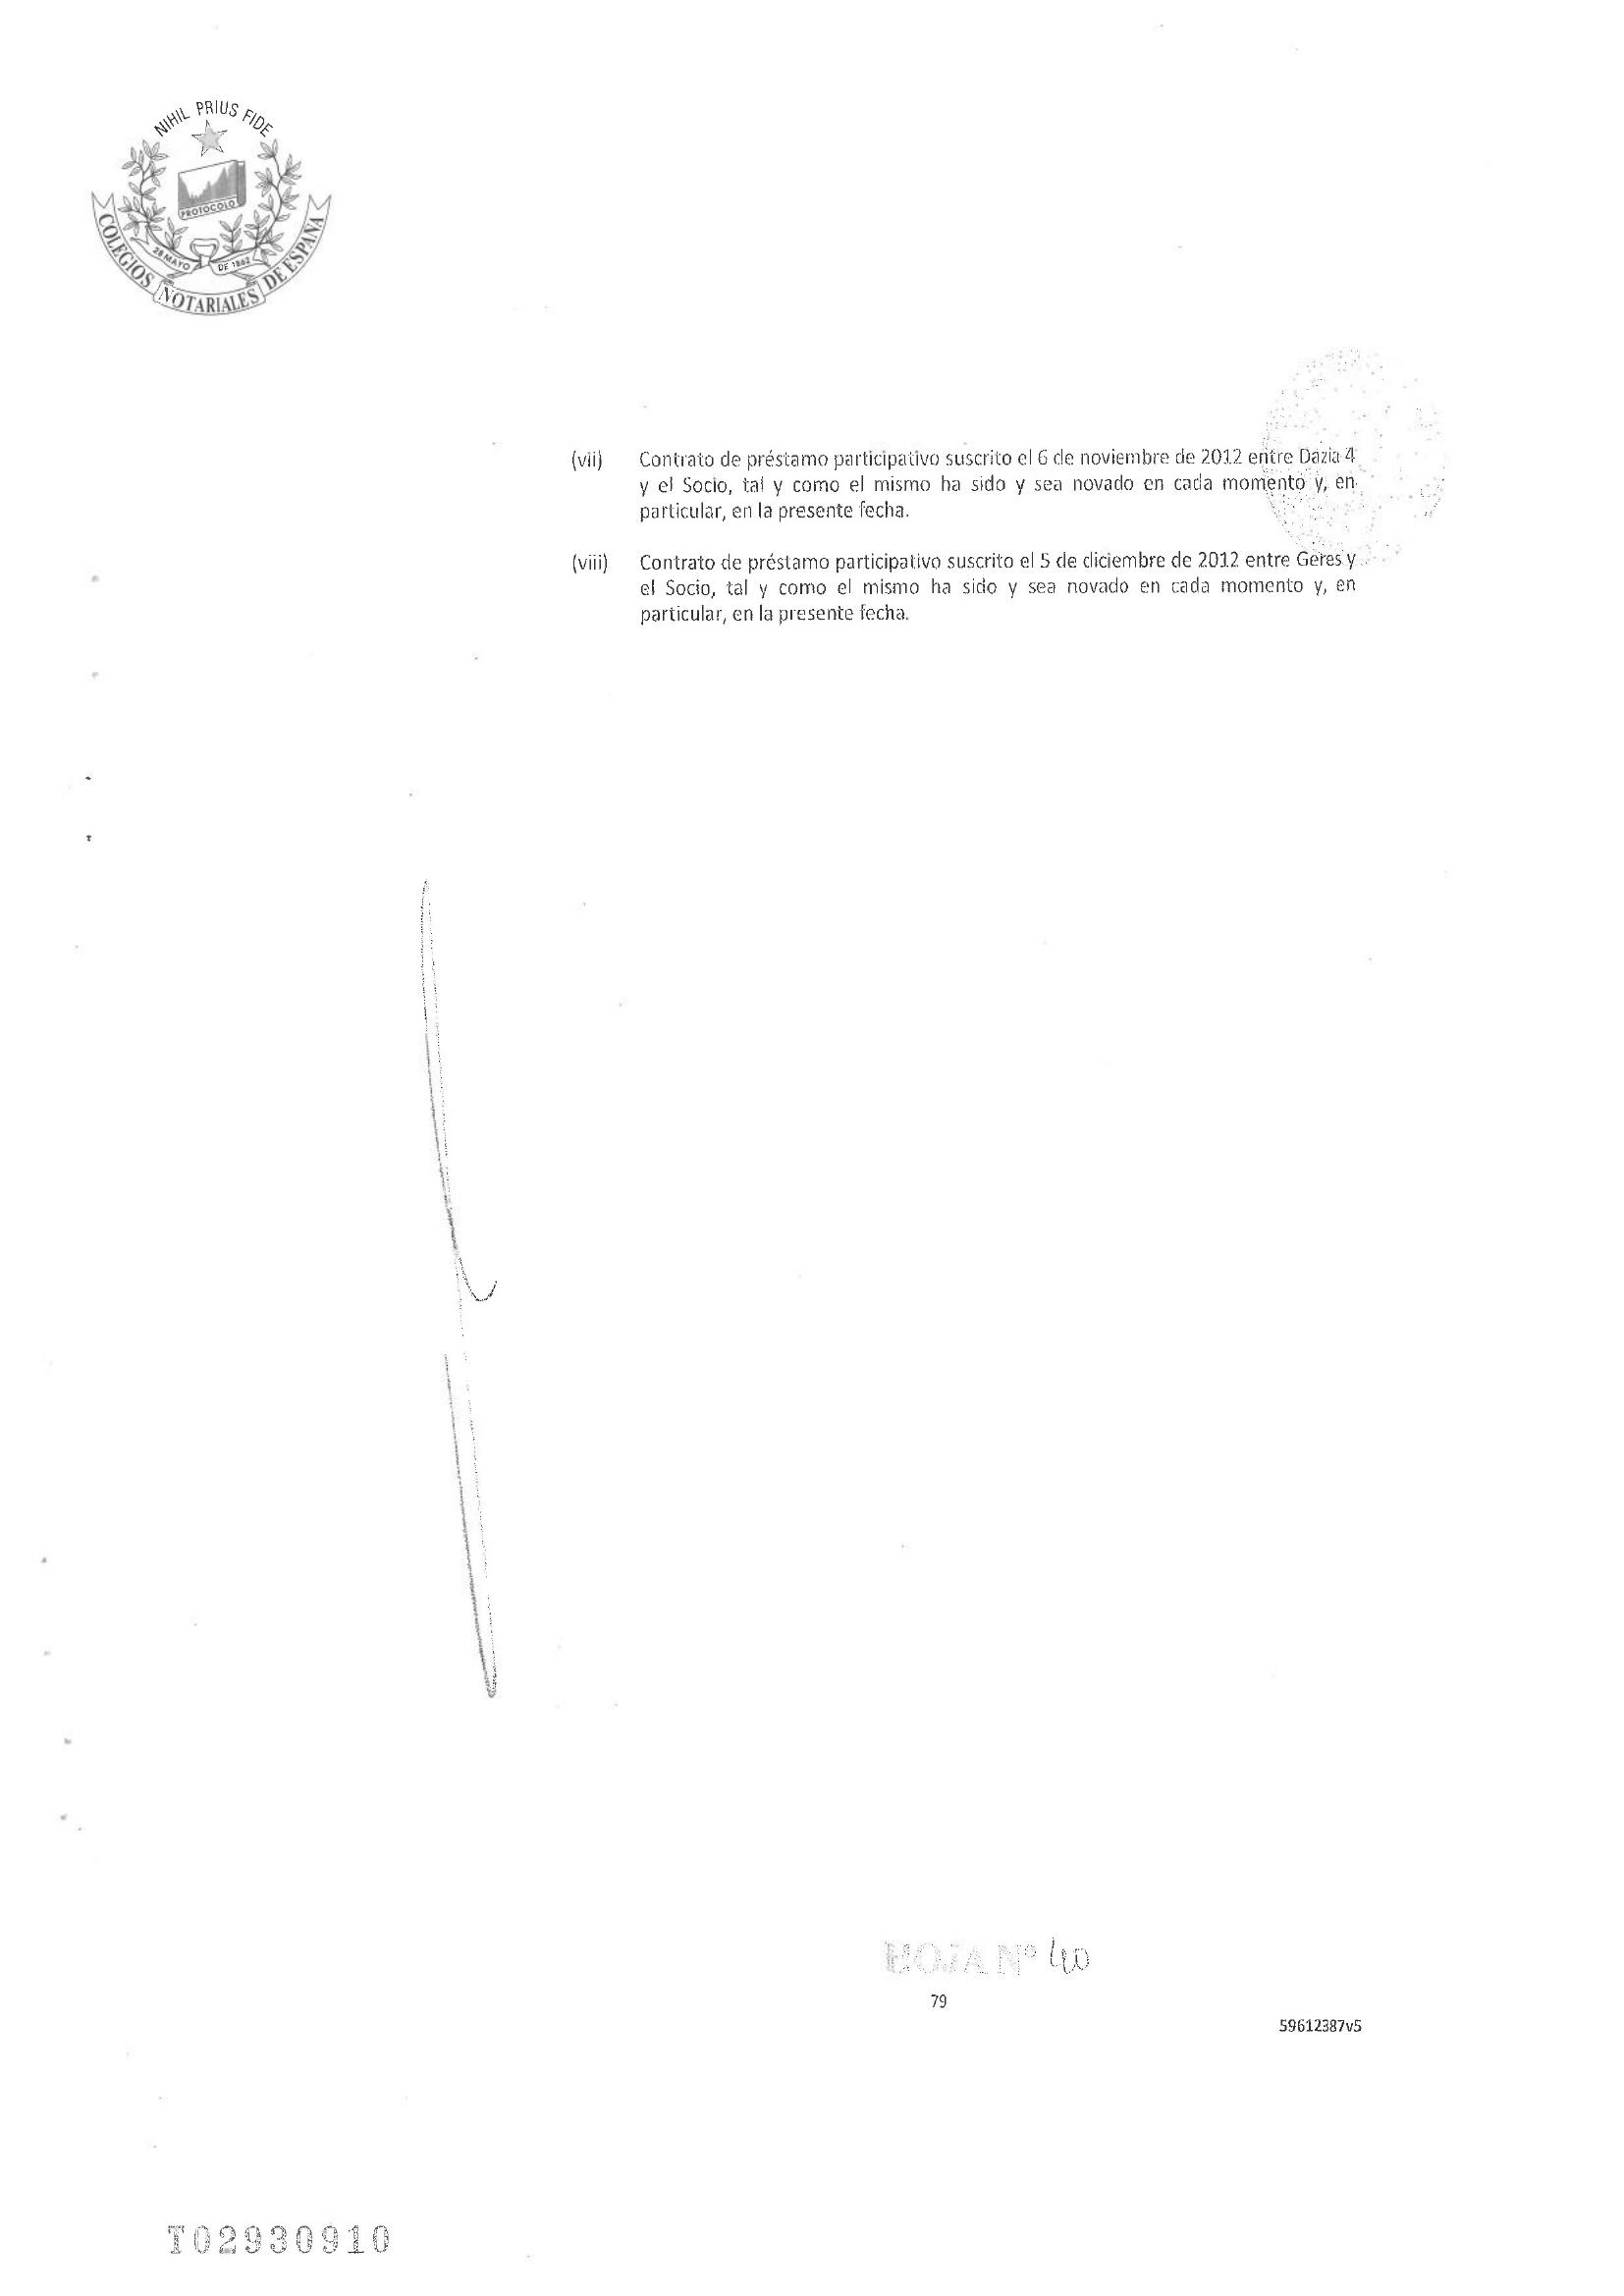 NIHIL PRIUS FIDE
PROTOCOLO
28 MAYO DE 1862
COLEGIOS NOTARIALES DE ESPAÑA
(vii) Contrato de préstamo participativo suscrito el 6 de noviembre de 2012 entre Dazia 4
y el Socio, tal y como el mismo ha sido y sea novado en cada momento y, en
particular, en la presente fecha.
(viii) Contrato de préstamo participativo suscrito el 5 de diciembre de 2012 entre Geres y
el Socio, tal y como el mismo ha sido y sea novado en cada momento y, en
particular, en la presente fecha.
HOJA Nº 40
79
59612387v5
T02930910